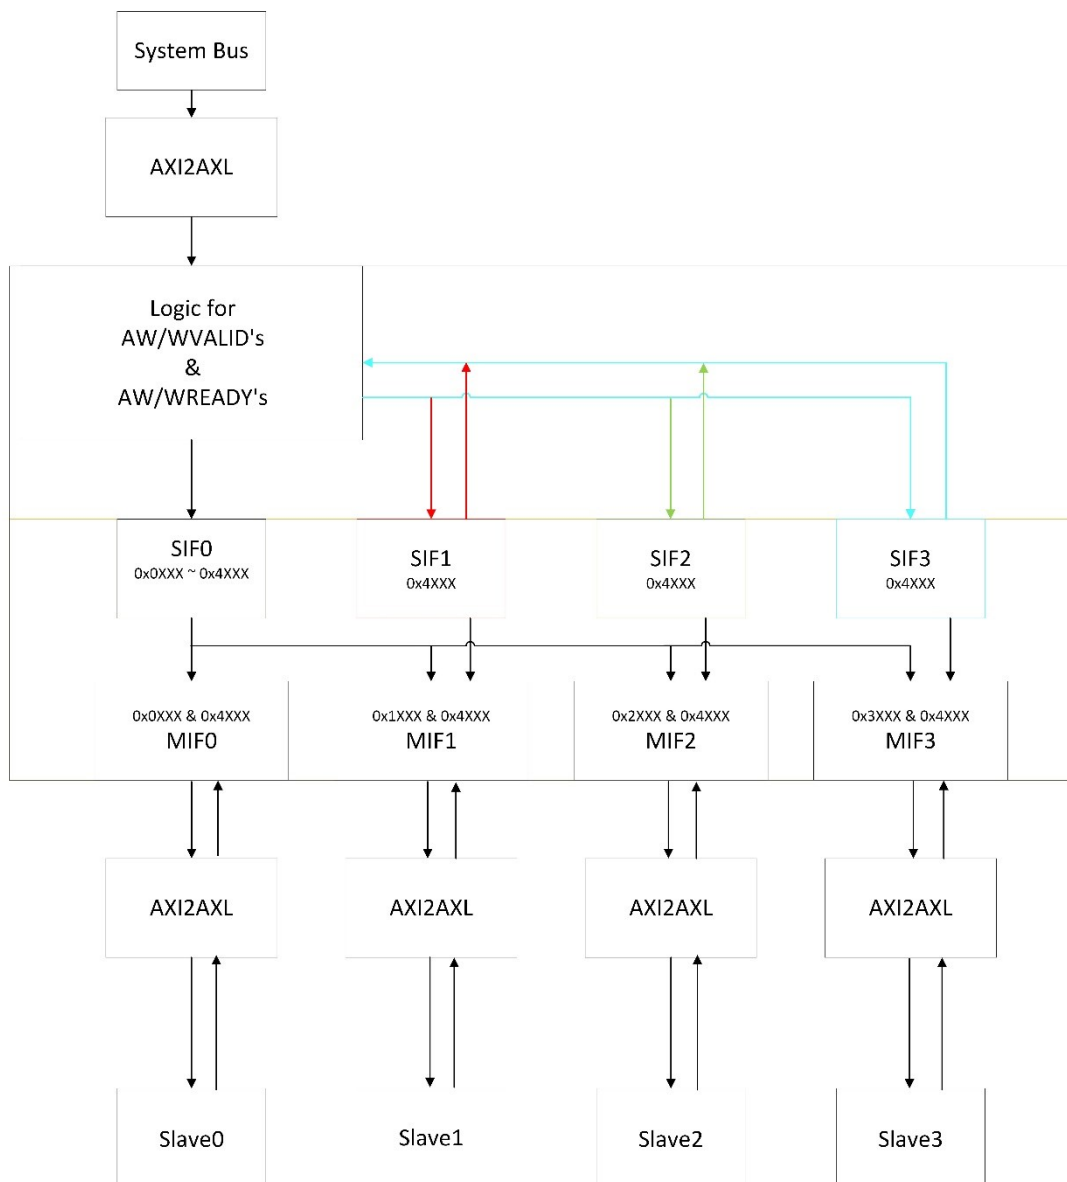 System Bus
AXI2AXL
Logic for
AW/WVALID's
&
AW/WREADY's
SIF0
0x0XXX ~ 0x4XXX
SIF1
0x4XXX
SIF2
0x4XXX
SIF3
0x4XXX
0x0XXX & 0x4XXX
MIF0
0x1XXX & 0x4XXX
MIF1
0x2XXX & 0x4XXX
MIF2
0x3XXX & 0x4XXX
MIF3
AXI2AXL
AXI2AXL
AXI2AXL
AXI2AXL
Slave0
Slave1
Slave2
Slave3